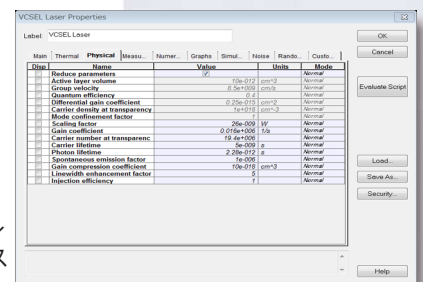 VCSEL Laser Properties
Label: VCSEL Laser
OK
Cancel
Evaluate Script
Load...
Save As...
Security...
Help
Main Thermal Physical Measu... Numer... Graphs Simul... Noise Rando... Custo...
Disp Name Value Units Mode
Reduce parameters Normal
Active layer volume 10e-012 cm^3 Normal
Group velocity 8.5e+009 cm/s Normal
Quantum efficiency 0.4 Normal
Differential gain coefficient 0.25e-015 cm^2 Normal
Carrier density at transparency 1e+018 cm^-3 Normal
Mode confinement factor 1 Normal
Scaling factor 26e-009 W Normal
Gain coefficient 0.016e+006 1/s Normal
Carrier number at transparenc 19.4e+006 Normal
Carrier lifetime 5e-009 s Normal
Photon lifetime 2.28e-012 s Normal
Spontaneous emission factor 1e-006 Normal
Gain compression coefficient 10e-018 cm^3 Normal
Linewidth enhancement factor 5 Normal
Injection efficiency 1 Normal
ス